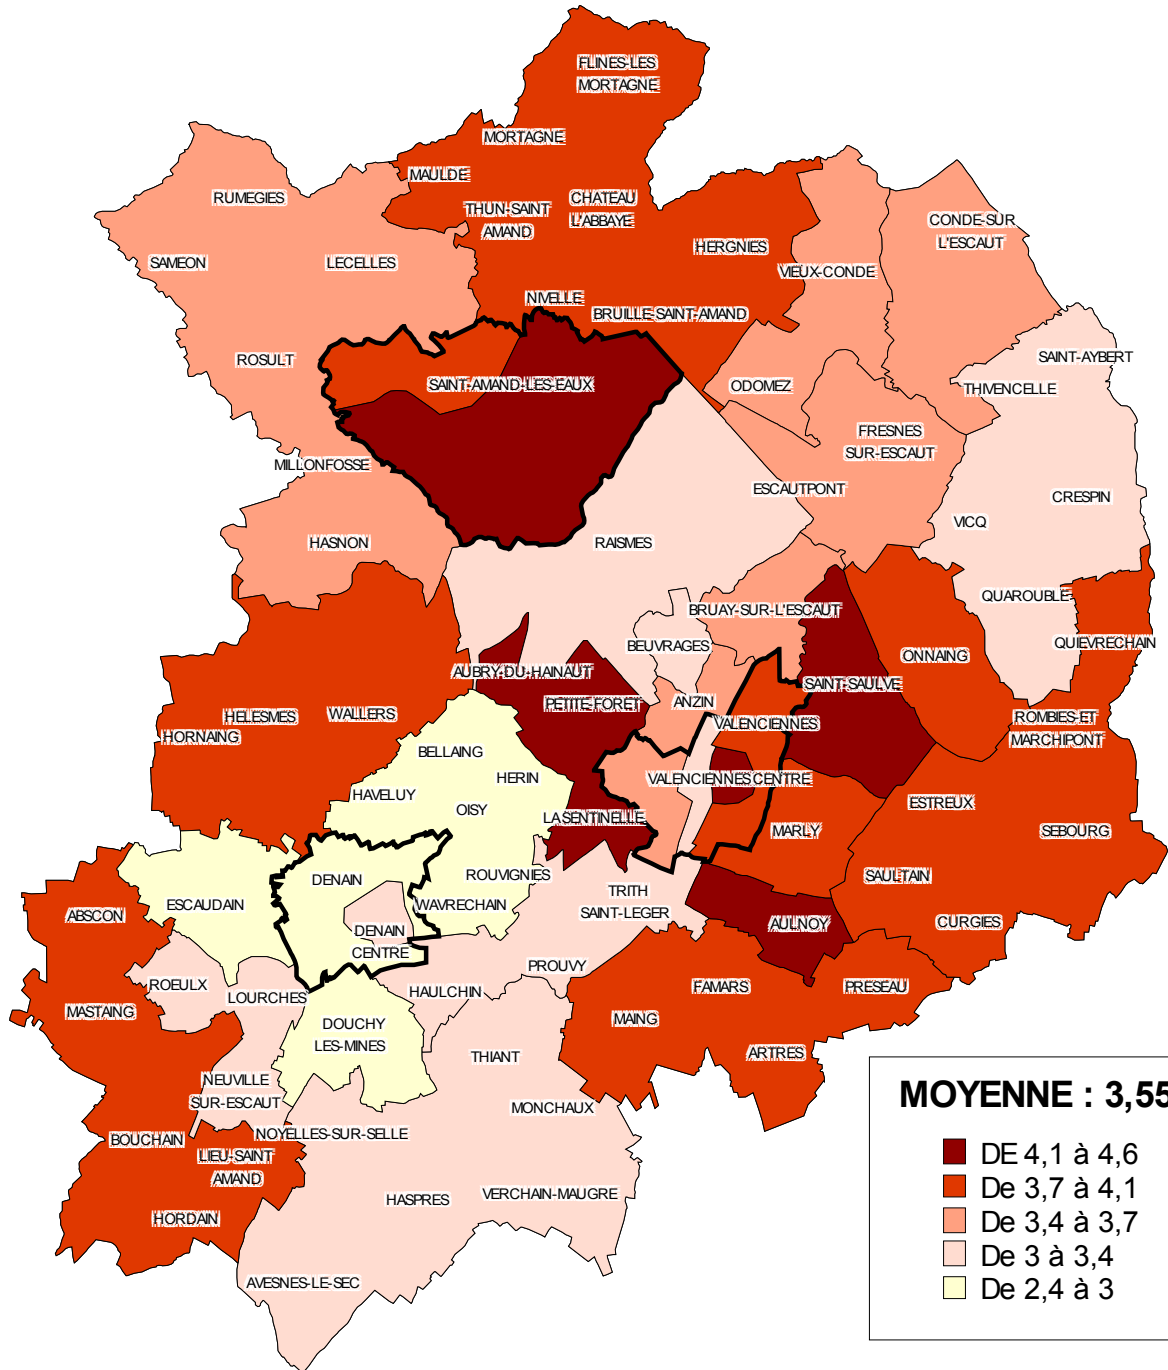 FLINES-LES
MORTAGNE
MORTAGNE
MAULDE
THUN-SAINT
AMAND
CHATEAU
L'ABBAYE
RUMEGIES
SAMEON
LECELLES
HERGNIES
VIEUX-CONDE
CONDE-SUR
L'ESCAUT
NIVELLE
BRUILLE-SAINT-AMAND
ROSULT
SAINT-AMAND-LES-EAUX
ODOMEZ
SAINT-AYBERT
THIVENCELLE
FRESNES
SUR-ESCAUT
MILLONFOSSE
ESCAUTPONT
CRESPIN
VICQ
HASNON
RAISMES
QUAROUBLE
BRUAY-SUR-L'ESCAUT
BEUVRAGES
QUIEVRECHAIN
ONNAING
AUBRY-DU-HAINAUT
SAINT-SAULVE
PETITE-FORET
ANZIN
HELESMES
WALLERS
HORNAING
VALENCIENNES
ROMBIES-ET
MARCHIPONT
BELLAING
HERIN
HAVELUY
OISY
VALENCIENNES CENTRE
ESTREUX
LA SENTINELLE
MARLY
SEBOURG
DENAIN
ROUVIGNIES
SAULTAIN
TRITH
SAINT-LEGER
ESCAUDAIN
WAVRECHAIN
ABSCON
AULNOY
CURGIES
DENAIN
CENTRE
PROUVY
ROEULX
LOURCHES
HAULCHIN
FAMARS
PRESEAU
MASTAING
DOUCHY
LES-MINES
MAING
THIANT
ARTRES
NEUVILLE
SUR-ESCAUT
MONCHAUX
BOUCHAIN
NOYELLES-SUR-SELLE
LIEU-SAINT
AMAND
HASPRES
VERCHAIN-MAUGRE
HORDAIN
AVESNES-LE-SEC
MOYENNE : 3,55
DE 4,1 à 4,6
De 3,7 à 4,1
De 3,4 à 3,7
De 3 à 3,4
De 2,4 à 3